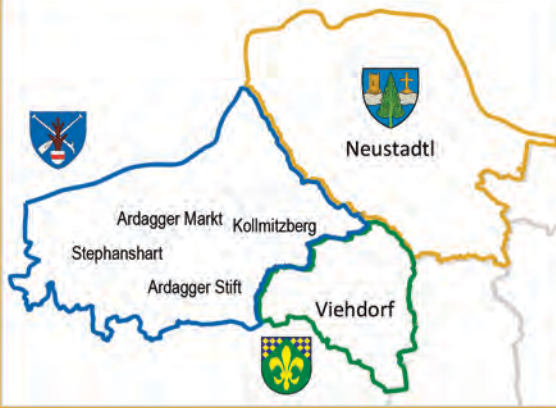 Neustadtl
Ardagger Markt
Kollmitzberg
Stephanshart
Ardagger Stift
Viehdorf